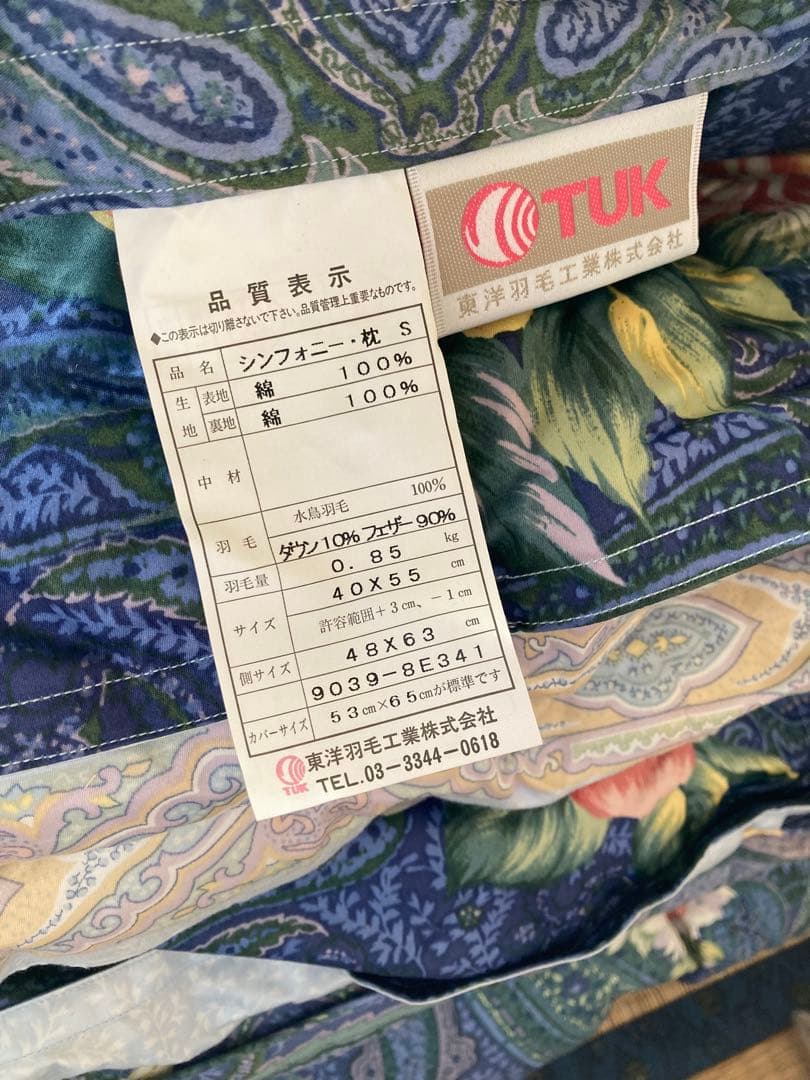 TUK
東洋羽毛工業株式会社
品質表示
◆この表示は切り離さないで下さい。品質管理上重要なものです。
品名 シンフォニー・枕 S
生地 表地 綿 100%
裏地 綿 100%
中材
羽毛 水鳥羽毛 100%
ダウン10% フェザー90%
羽毛量 0.85 kg
サイズ 40X55 cm
許容範囲+3cm、-1cm
側サイズ 48X63 cm
9039-8E341
カバーサイズ 53cm×65cmが標準です
TUK 東洋羽毛工業株式会社
TEL.03-3344-0618